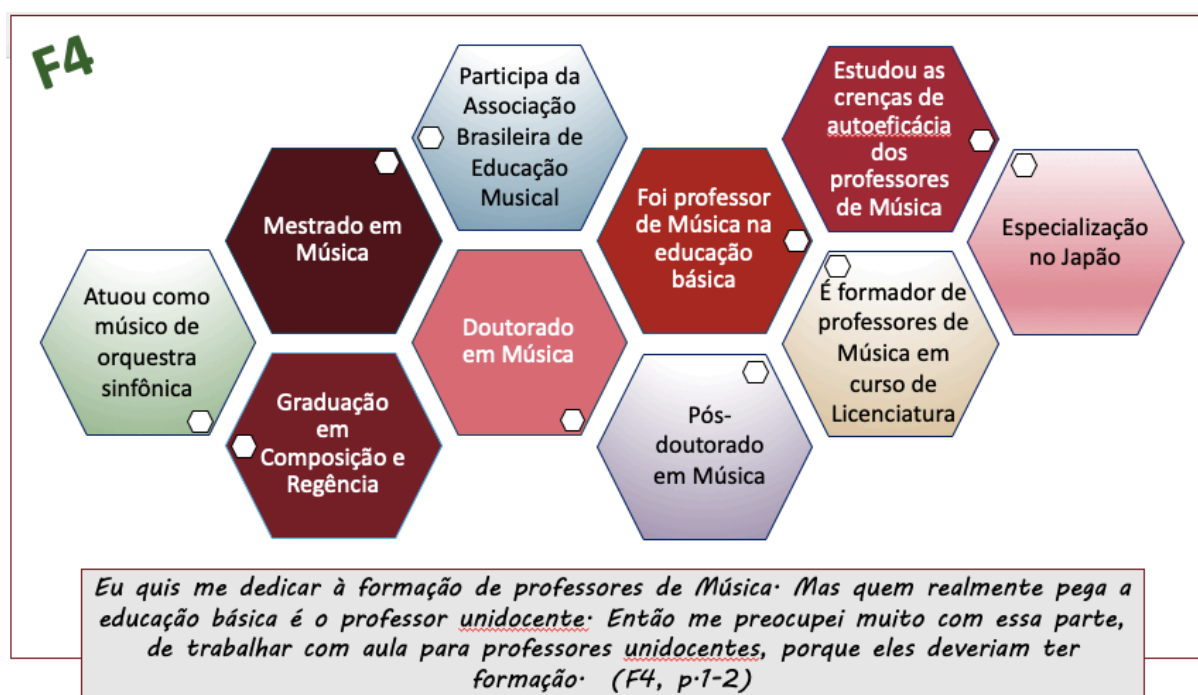 F4
Atuou como
músico de
orquestra
sinfônica
Mestrado em
Música
Graduação
em
Composição e
Regência
Participa da
Associação
Brasileira de
Educação
Musical
Doutorado
em Música
Foi professor
de Música na
educação
básica
Pós-
doutorado
em Música
Estudou as
crenças de
autoeficácia
dos
professores
de Música
É formador de
professores de
Música em
curso de
Licenciatura
Especialização
no Japão
Eu quis me dedicar à formação de professores de Música. Mas quem realmente pega a
educação básica é o professor unidocente. Então me preocupei muito com essa parte,
de trabalhar com aula para professores unidocentes, porque eles deveriam ter
formação. (F4, p.1-2)